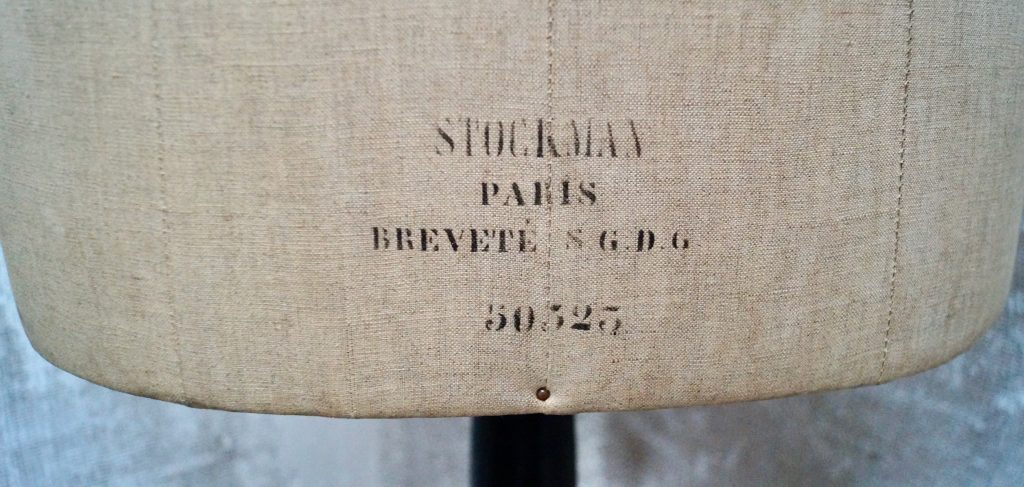 STOCKMAN
PARIS
BREVETÉ S.G.D.G.
50323